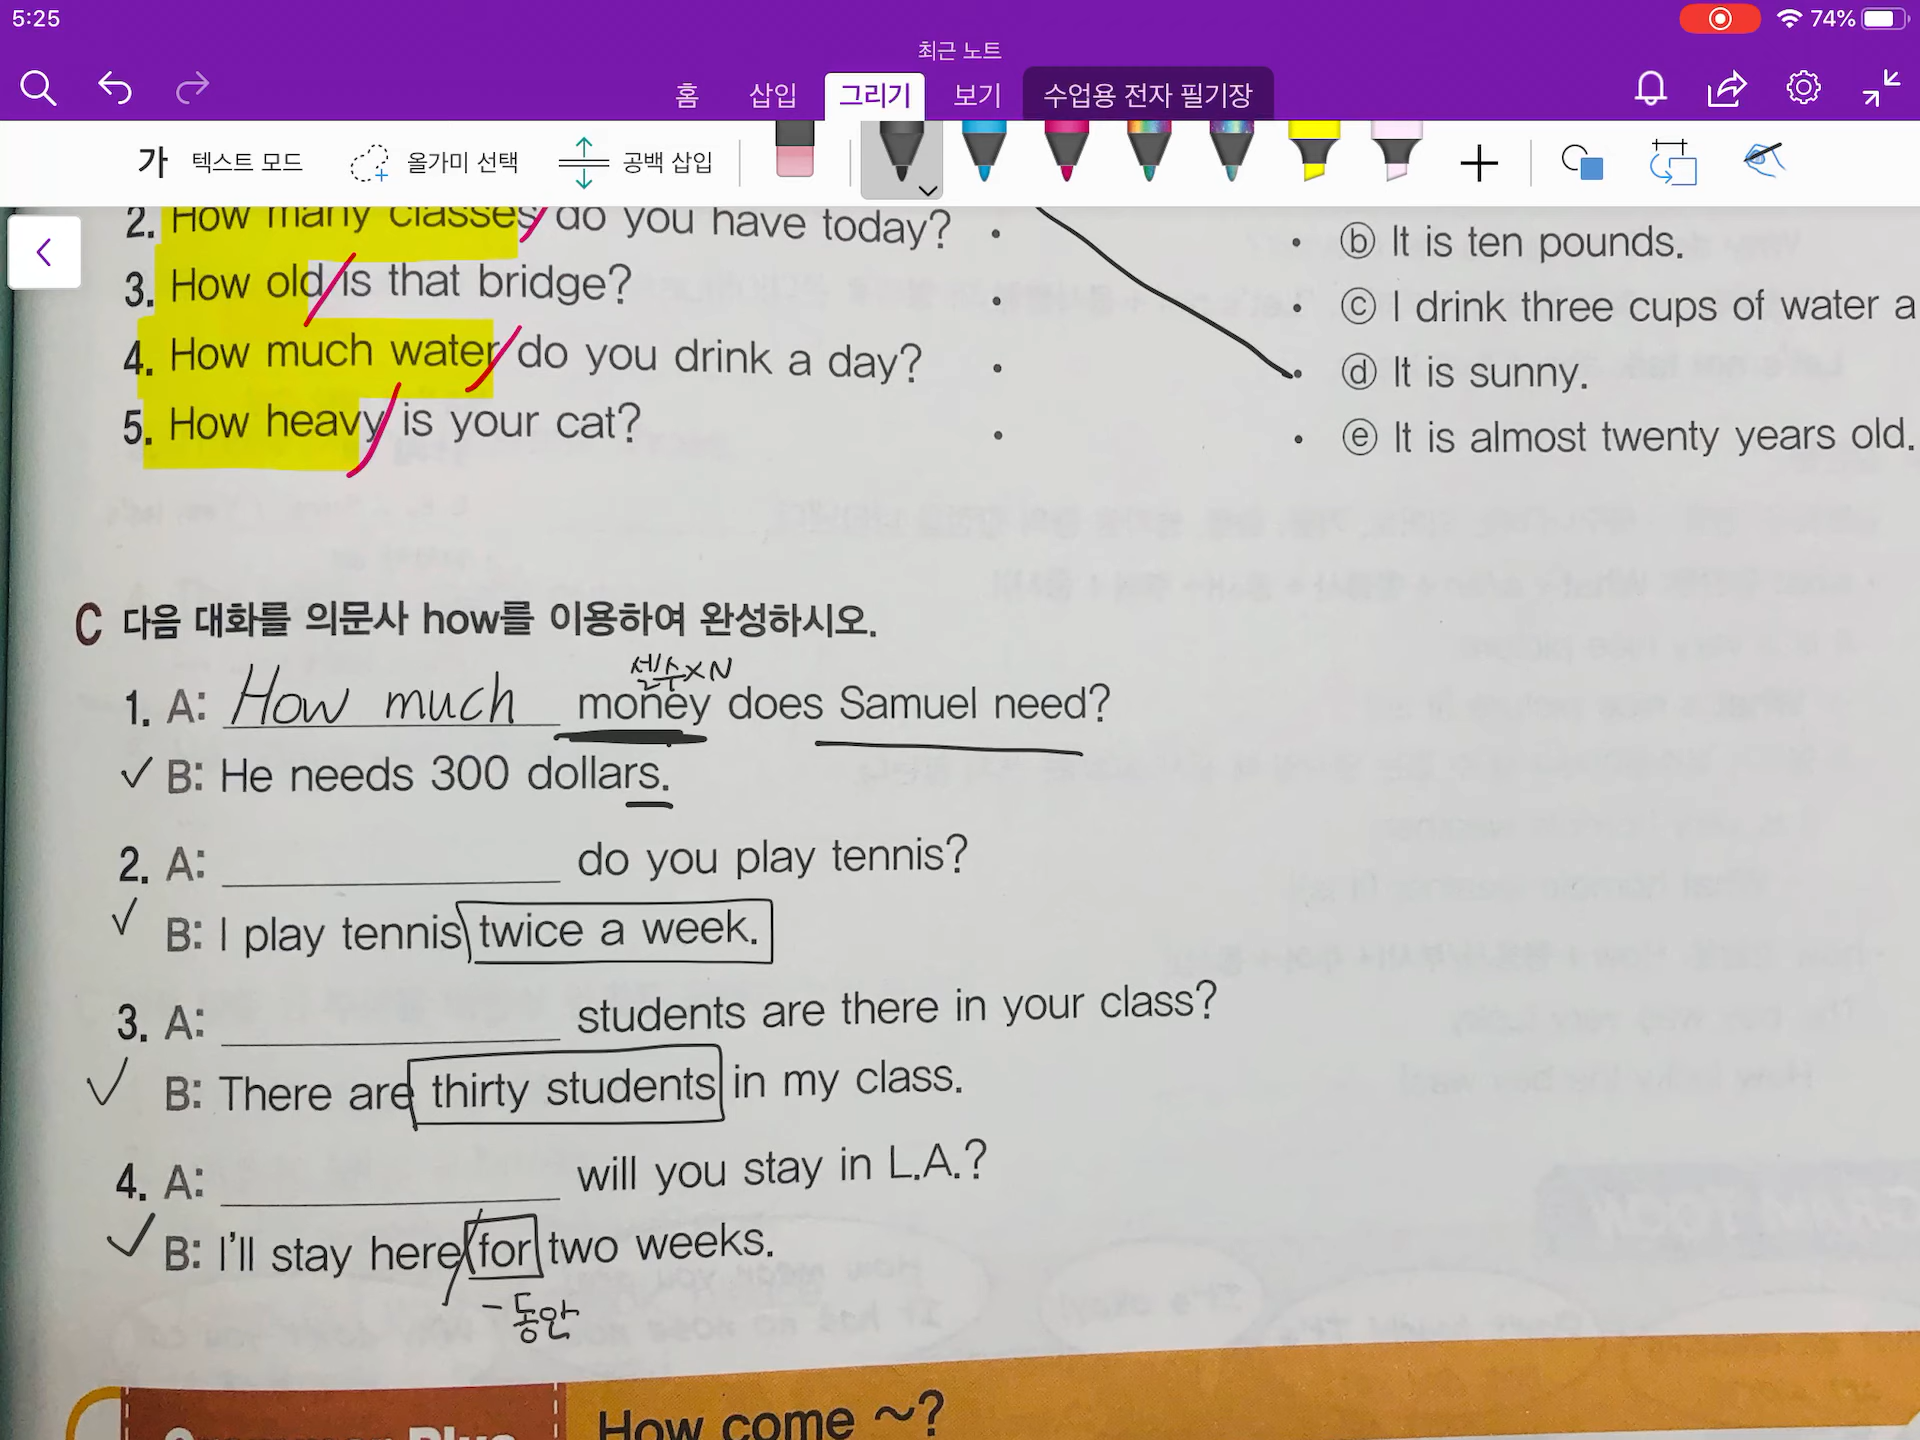 5:25
74%
최근 노트
홈 삽입 그리기 보기 수업용 전자 필기장
가 텍스트 모드 올가미 선택 공백 삽입
2. How many classes do you have today?
ⓑ It is ten pounds.
3. How old is that bridge?
ⓒ I drink three cups of water a
4. How much water do you drink a day?
ⓓ It is sunny.
5. How heavy is your cat?
ⓔ It is almost twenty years old.
C 다음 대화를 의문사 how를 이용하여 완성하시오.
셀수×N
1. A: How much money does Samuel need?
B: He needs 300 dollars.
2. A: do you play tennis?
B: I play tennis twice a week.
3. A: students are there in your class?
B: There are thirty students in my class.
4. A: will you stay in L.A.?
B: I'll stay here for two weeks.
-동안
How come ~?